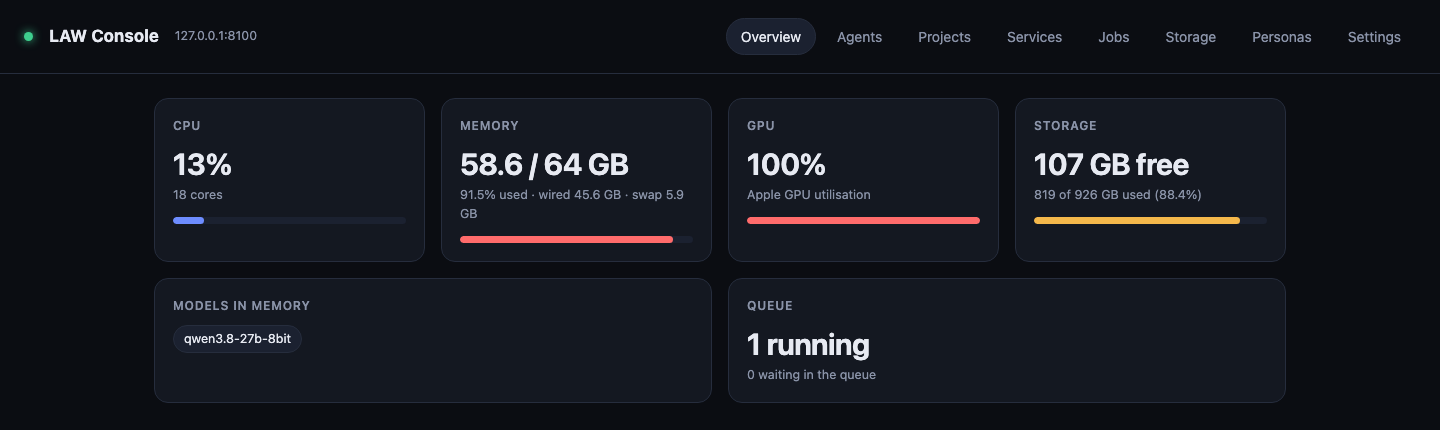 LAW Console 127.0.0.1:8100 Overview Agents Projects Services Jobs Storage Personas Settings
CPU
13%
18 cores
MEMORY
58.6 / 64 GB
91.5% used · wired 45.6 GB · swap 5.9
GB
GPU
100%
Apple GPU utilisation
STORAGE
107 GB free
819 of 926 GB used (88.4%)
MODELS IN MEMORY
qwen3.8-27b-8bit
QUEUE
1 running
0 waiting in the queue